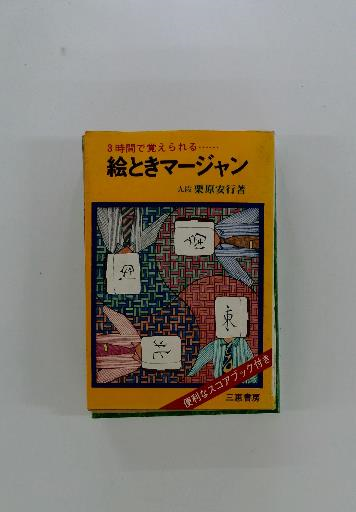 3時間で覚えられる……
絵ときマージャン
九段 栗原安行著
東
便利なスコアブック付き
三恵書房